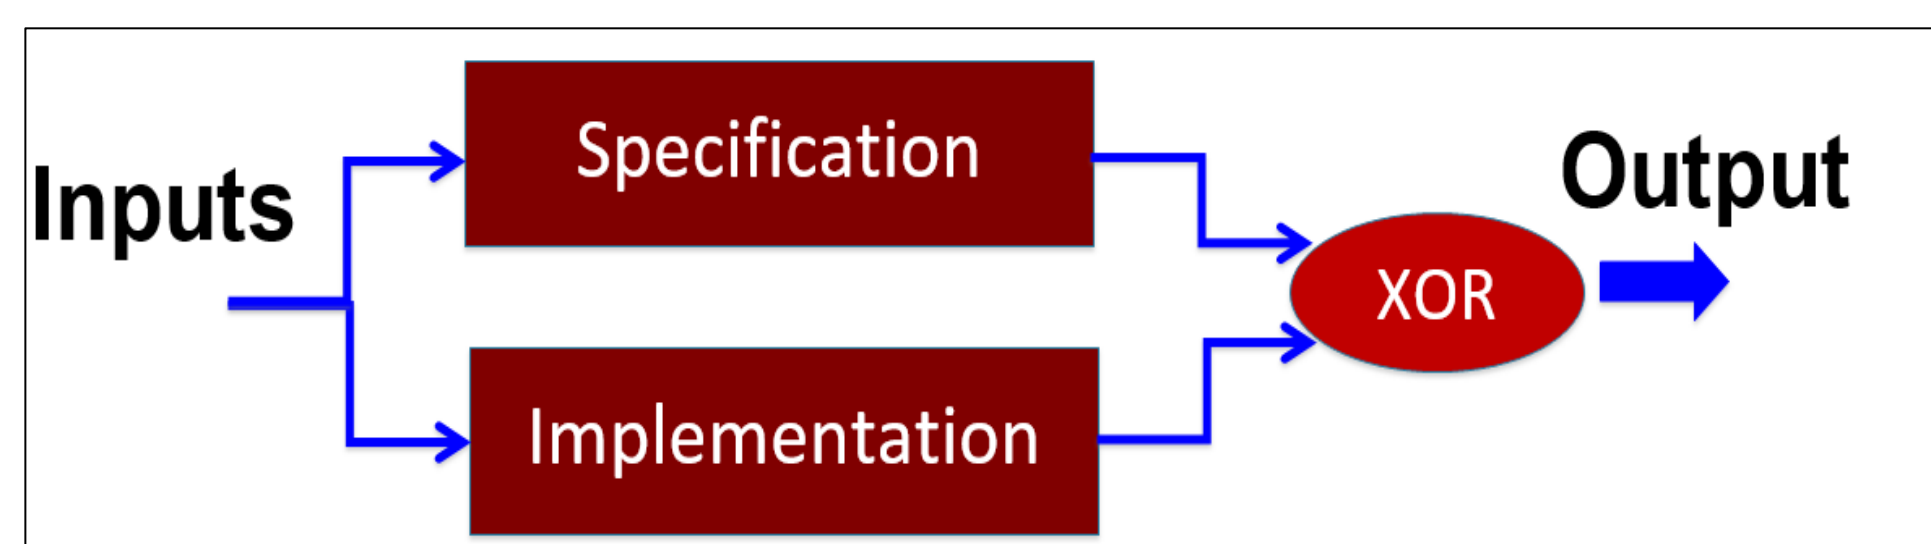 Inputs
Specification
Implementation
XOR
Output